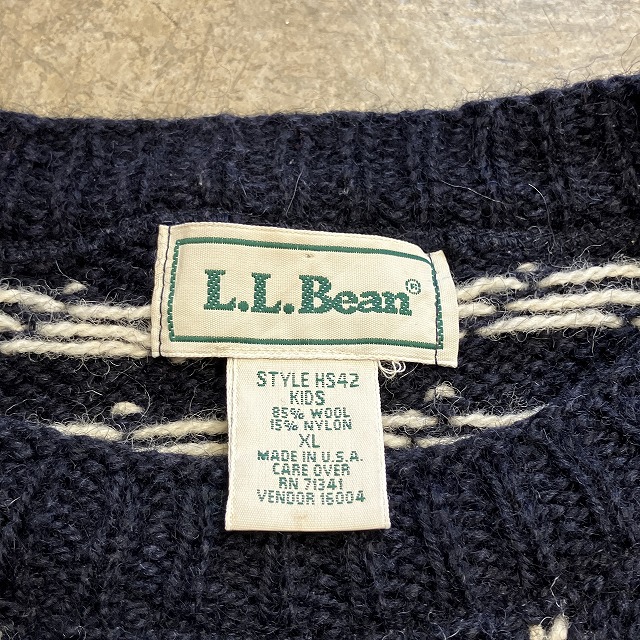 L.L.Bean®
STYLE HS42
KIDS
85% WOOL
15% NYLON
XL
MADE IN U.S.A.
CARE OVER
RN 71341
VENDOR 16004